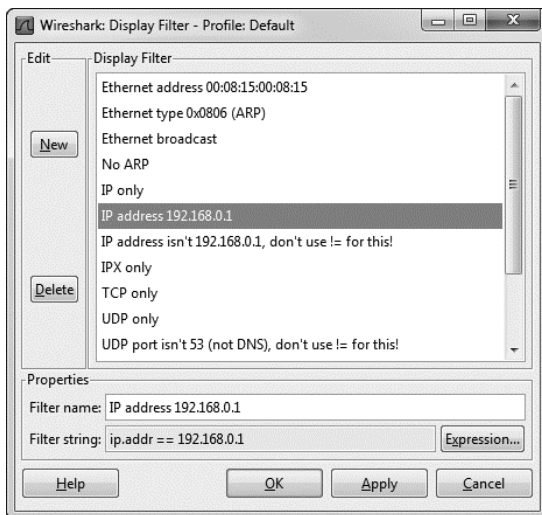 Wireshark: Display Filter - Profile: Default
Edit
Display Filter
New
Delete
Ethernet address 00:08:15:00:08:15
Ethernet type 0x0806 (ARP)
Ethernet broadcast
No ARP
IP only
IP address 192.168.0.1
IP address isn't 192.168.0.1, don't use != for this!
IPX only
TCP only
UDP only
UDP port isn't 53 (not DNS), don't use != for this!
Properties
Filter name: IP address 192.168.0.1
Filter string: ip.addr == 192.168.0.1 Expression...
Help OK Apply Cancel